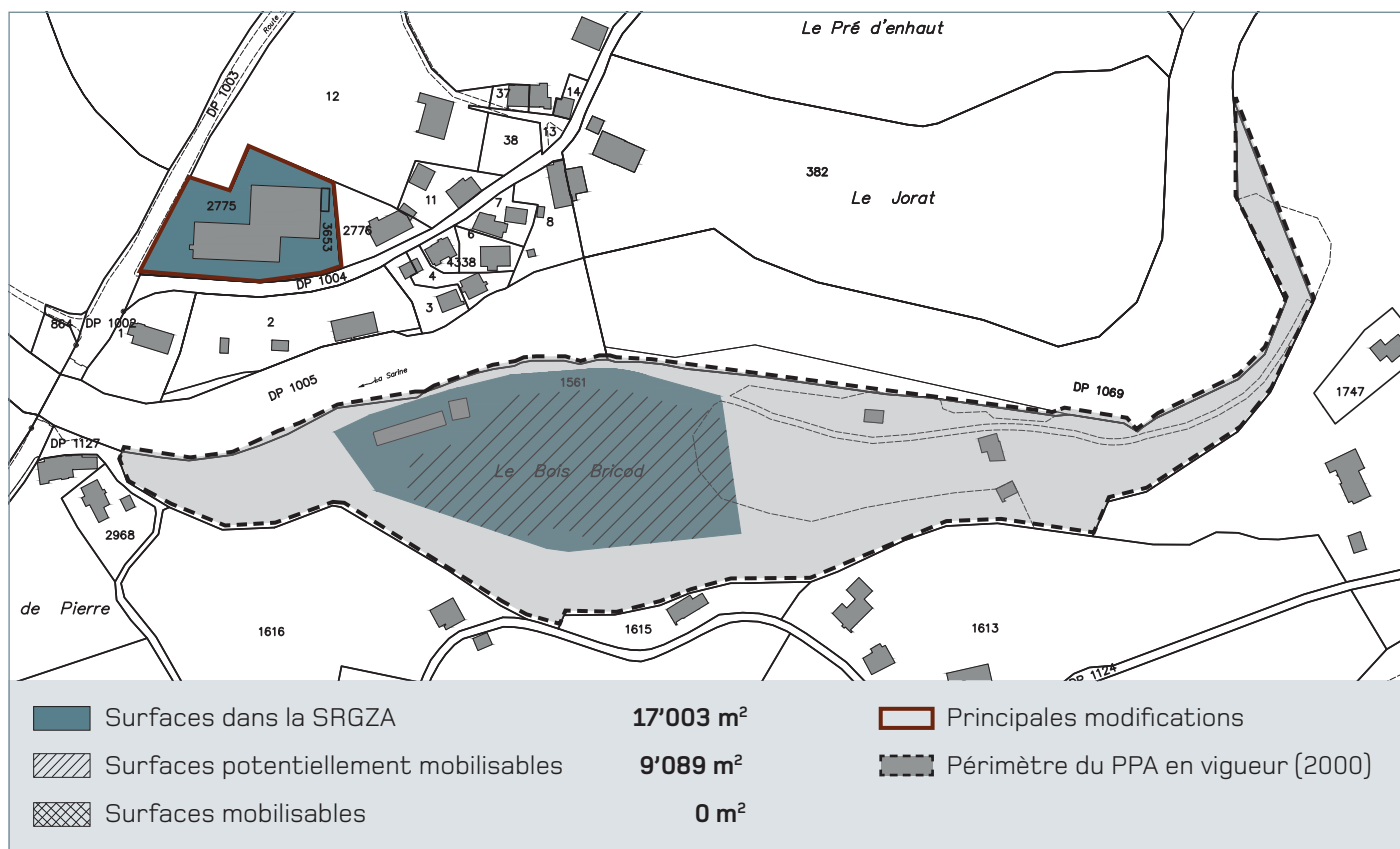 Le Pré d'enhaut
Route
DP 1003
12
37
14
13
38
382
Le Jorat
2775
3653
2776
11
7
8
6
4338
4
3
DP 1004
864
DP 1002
1
2
DP 1005
La Sarine
1561
DP 1069
1747
Le Bois Bricod
DP 1127
2968
de Pierre
1616
1615
1613
DP 1124
Surfaces dans la SRGZA 17'003 m²
Surfaces potentiellement mobilisables 9'089 m²
Surfaces mobilisables 0 m²
Principales modifications
Périmètre du PPA en vigueur (2000)